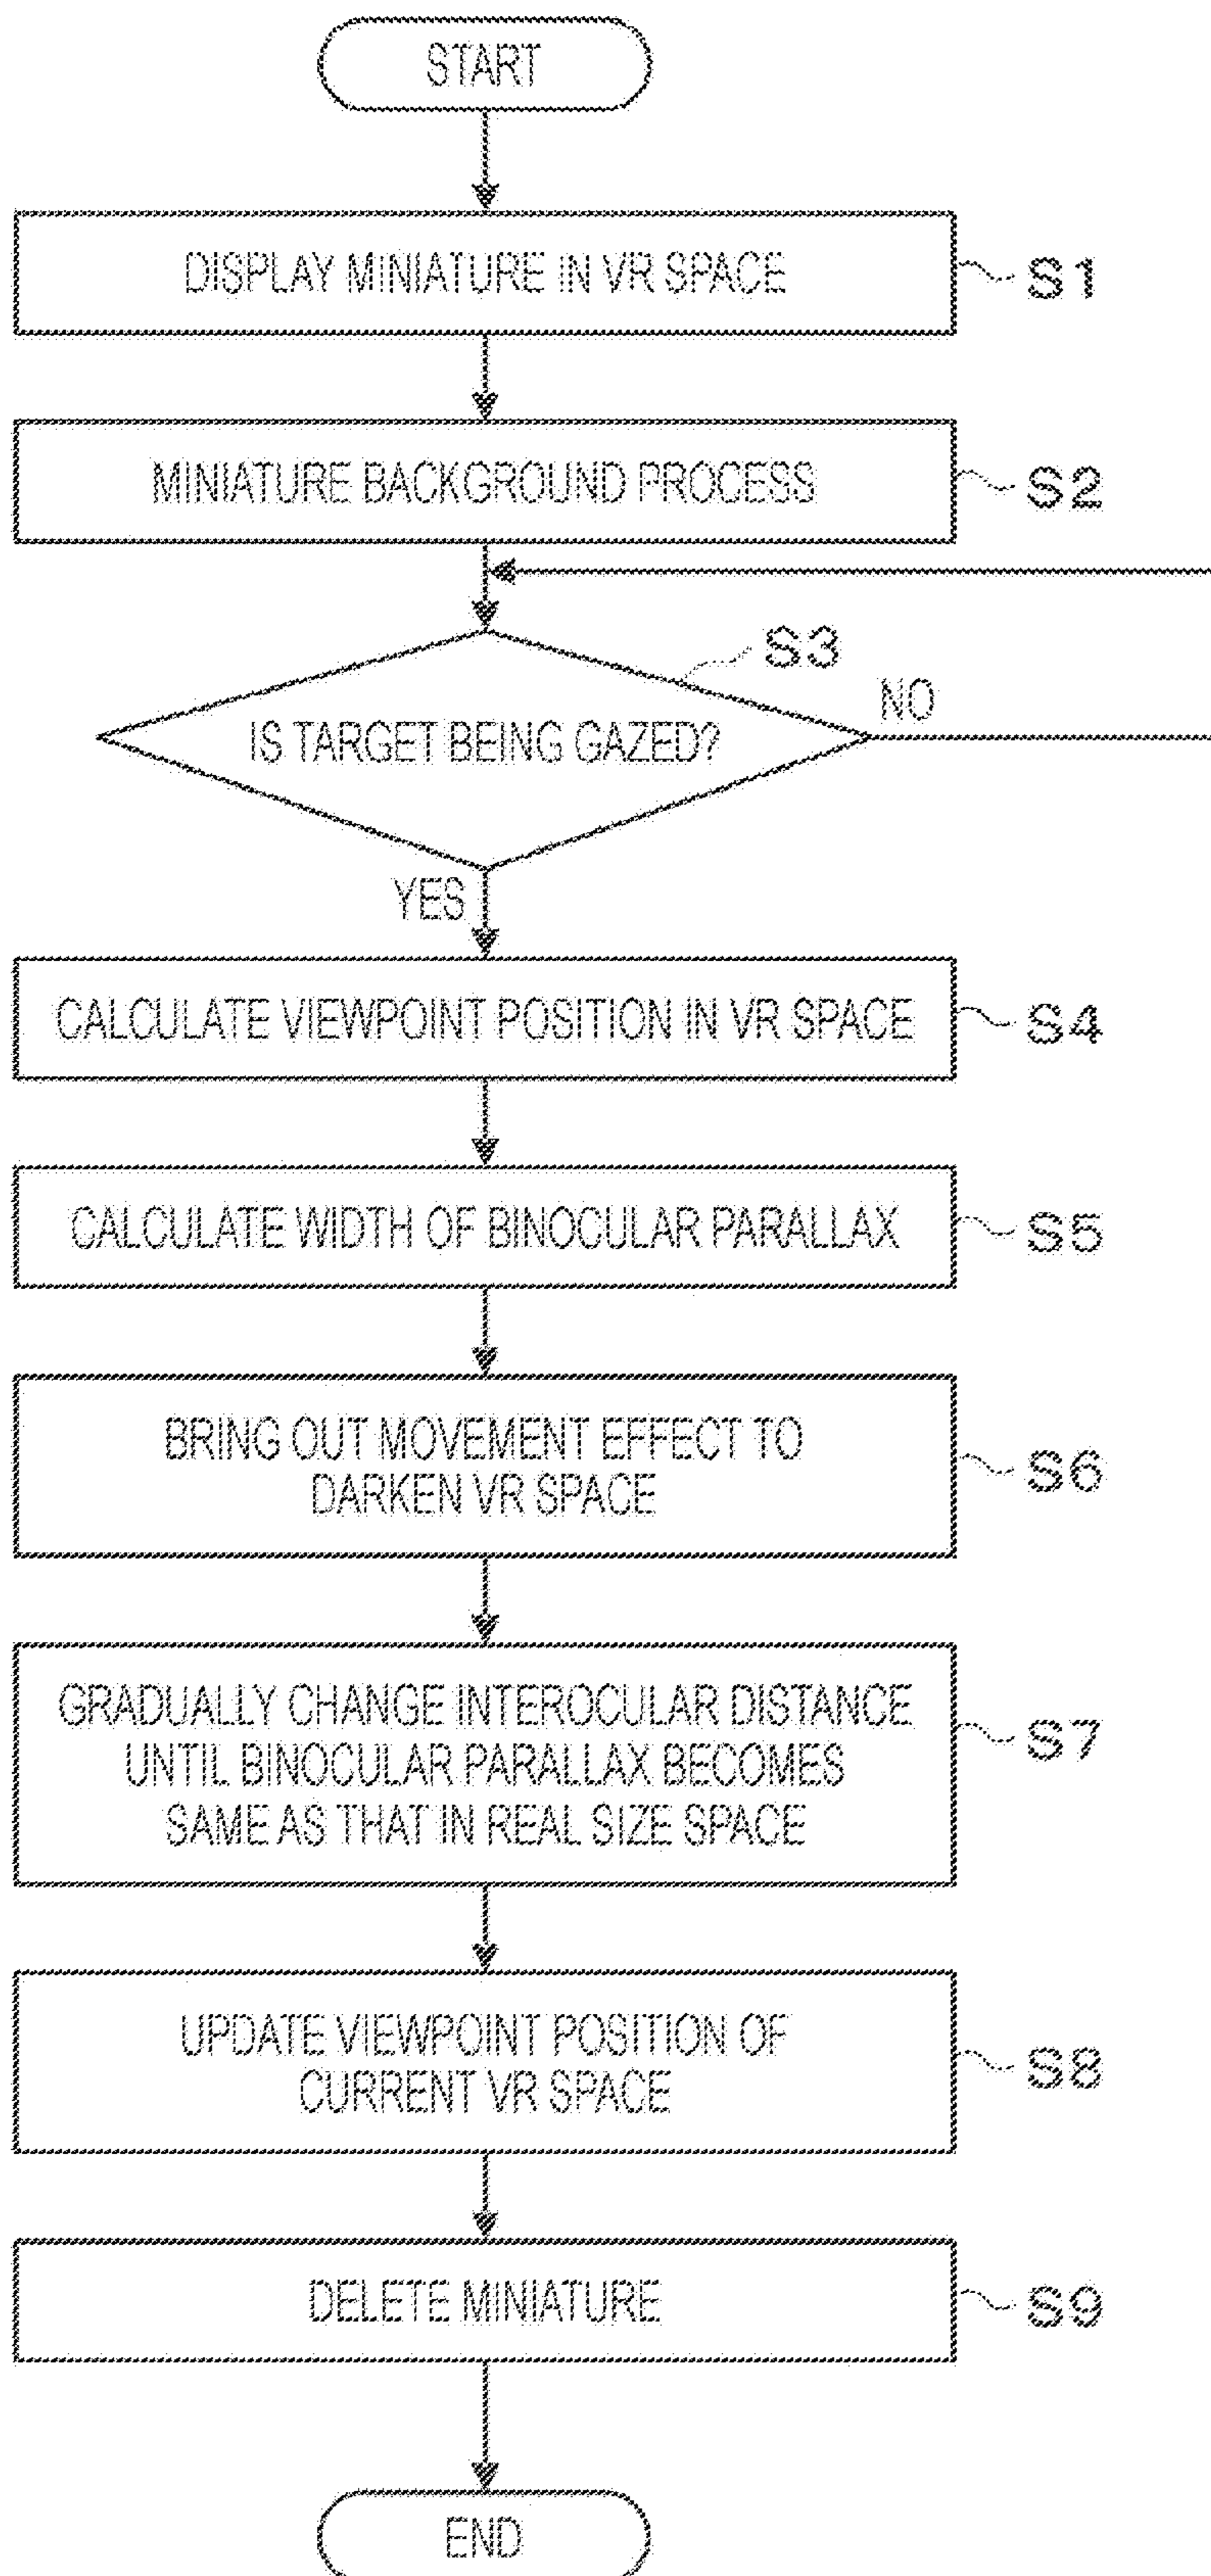 START
DISPLAY MINIATURE IN VR SPACE
S1
MINIATURE BACKGROUND PROCESS
S2
S3
NO
IS TARGET BEING GAZED?
YES
CALCULATE VIEWPOINT POSITION IN VR SPACE
S4
CALCULATE WIDTH OF BINOCULAR PARALLAX
S5
BRING OUT MOVEMENT EFFECT TO
DARKEN VR SPACE
S6
GRADUALLY CHANGE INTEROCULAR DISTANCE
UNTIL BINOCULAR PARALLAX BECOMES
SAME AS THAT IN REAL SIZE SPACE
S7
UPDATE VIEWPOINT POSITION OF
CURRENT VR SPACE
S8
DELETE MINIATURE
S9
END